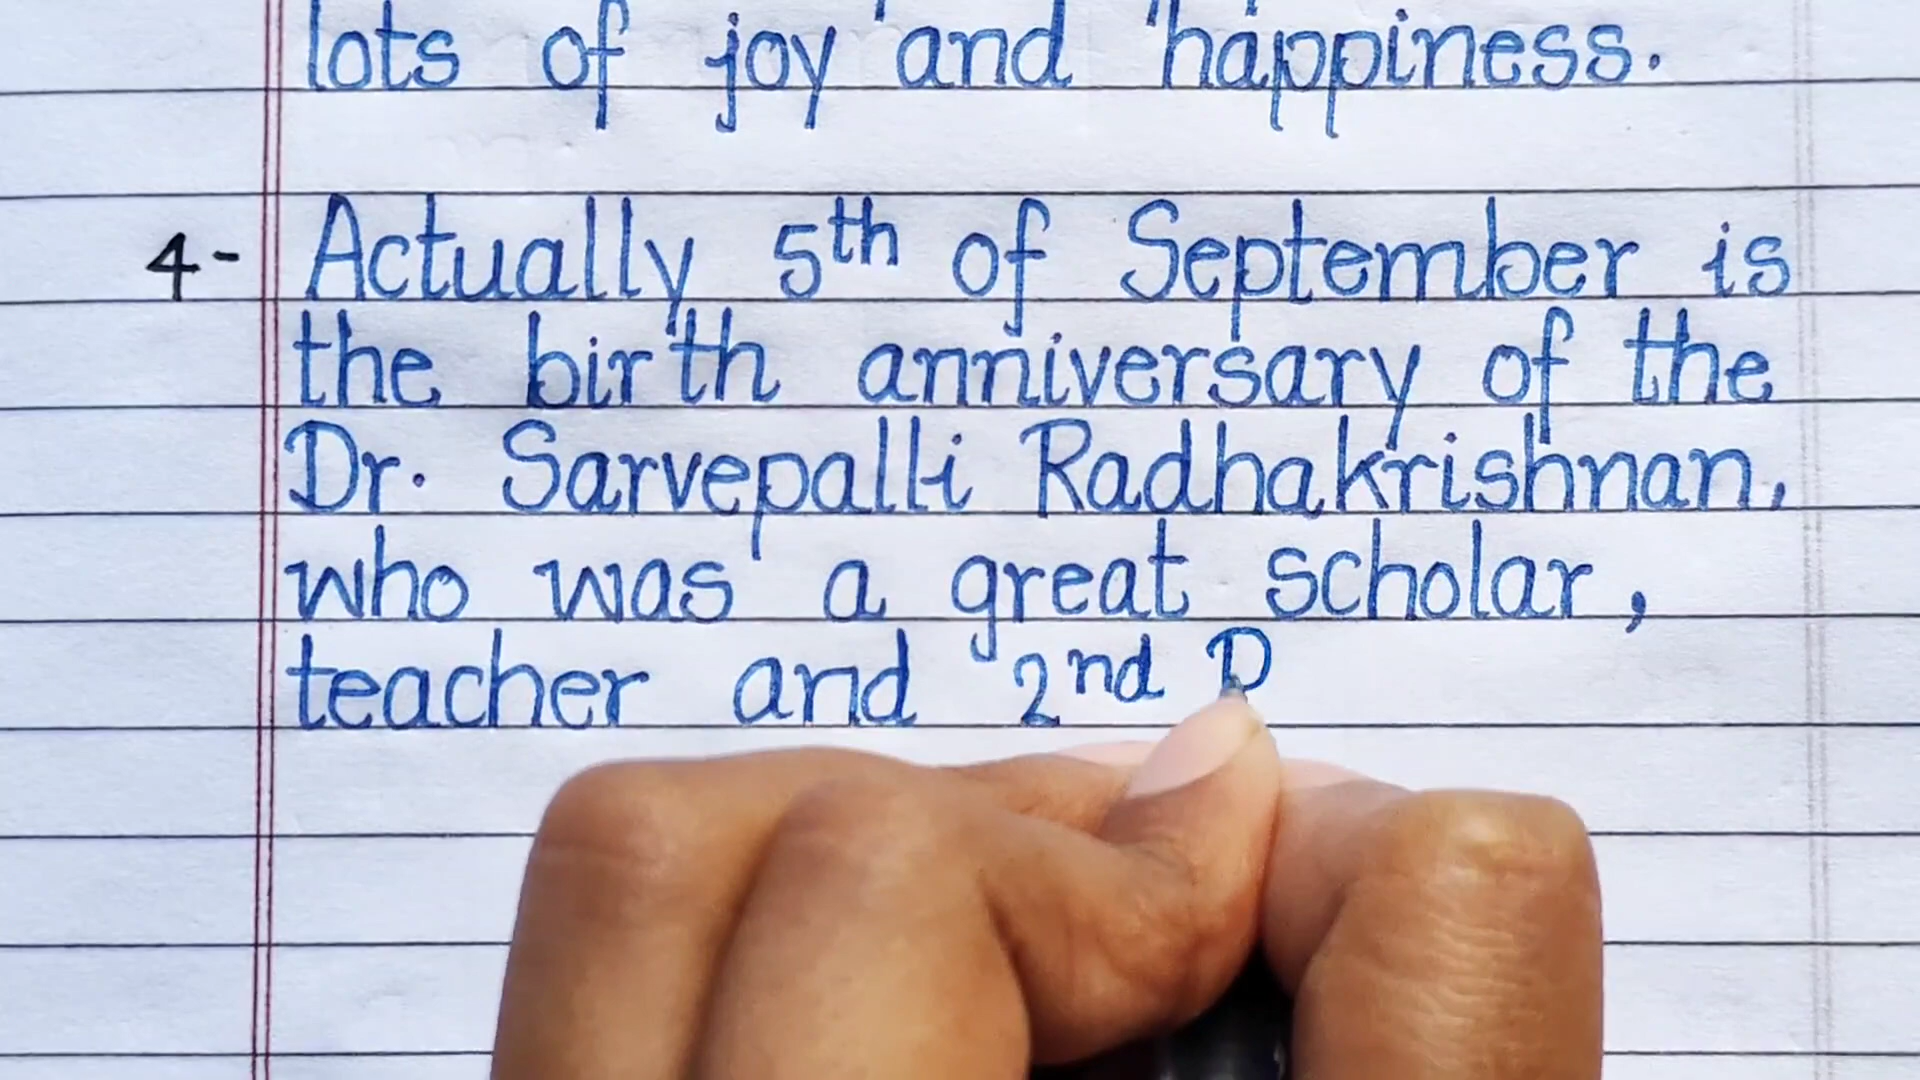 lots of joy and happiness.
4- Actually 5th of September is
the birth anniversary of the
Dr. Sarvepalli Radhakrishnan,
who was a great scholar,
teacher and 2nd P